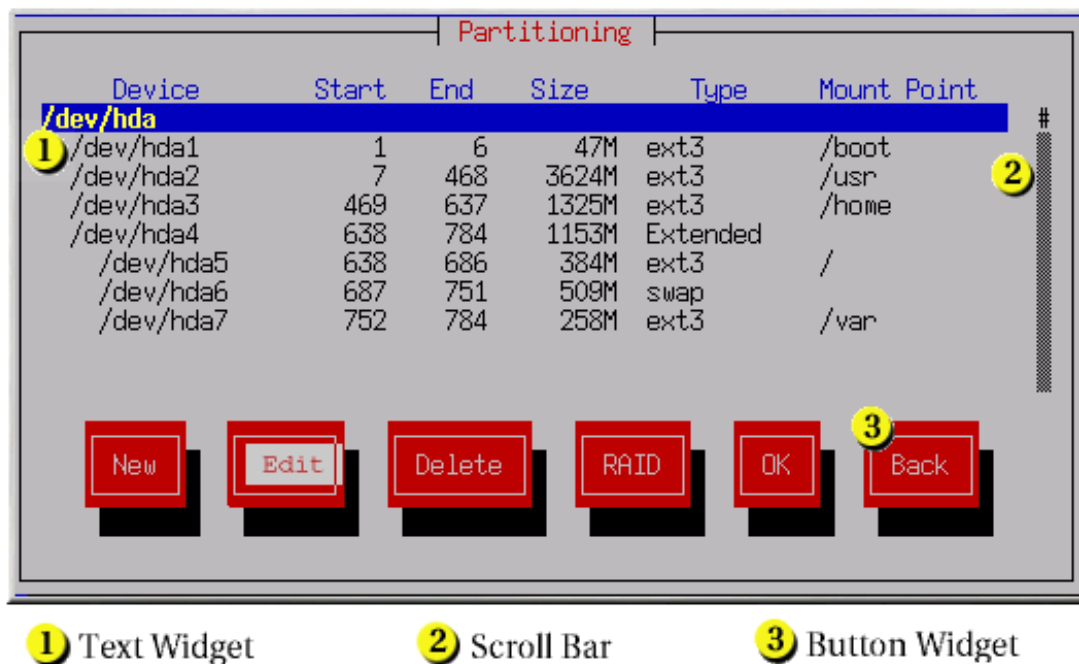 Partitioning
Device Start End Size Type Mount Point
/dev/hda #
1 /dev/hda1 1 6 47M ext3 /boot
/dev/hda2 7 468 3624M ext3 /usr 2
/dev/hda3 469 637 1325M ext3 /home
/dev/hda4 638 784 1153M Extended
/dev/hda5 638 686 384M ext3 /
/dev/hda6 687 751 509M swap
/dev/hda7 752 784 258M ext3 /var
3
New Edit Delete RAID OK Back
1 Text Widget 2 Scroll Bar 3 Button Widget